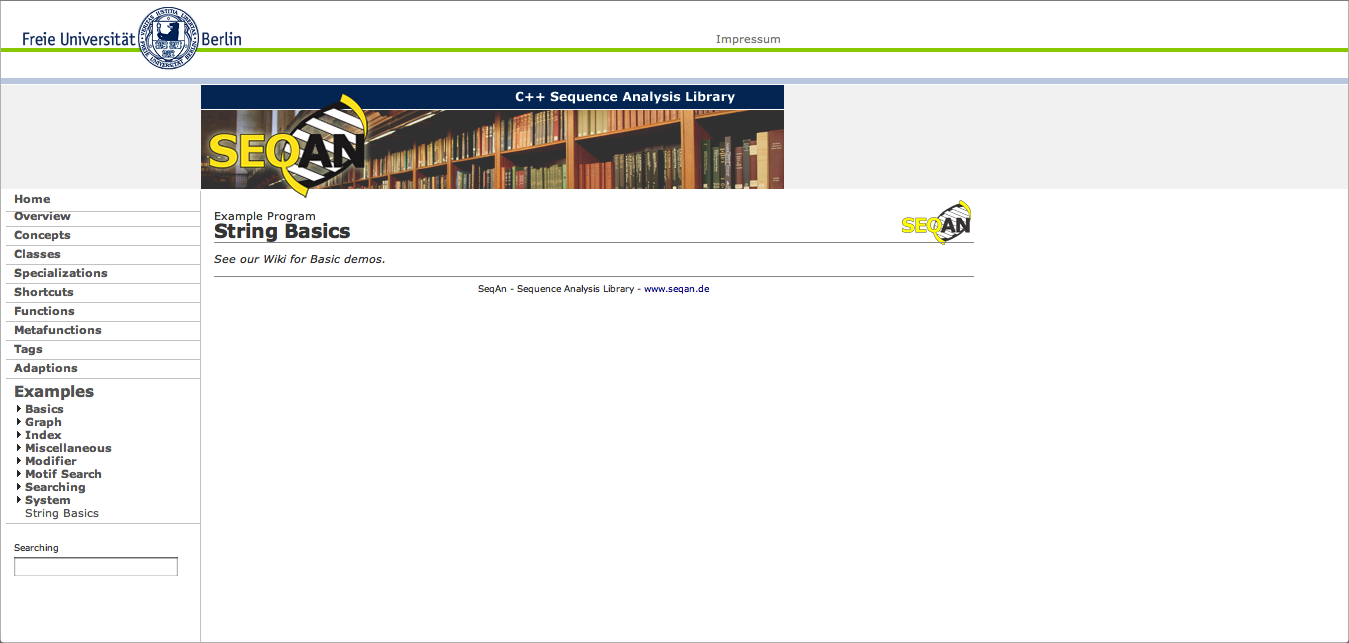 Freie Universität Berlin
Impressum
C++ Sequence Analysis Library
SEQAN
Home
Overview
Concepts
Classes
Specializations
Shortcuts
Functions
Metafunctions
Tags
Adaptions
Examples
Basics
Graph
Index
Miscellaneous
Modifier
Motif Search
Searching
System
String Basics
Searching
Example Program
String Basics
SEQAN
See our Wiki for Basic demos.
SeqAn - Sequence Analysis Library - www.seqan.de